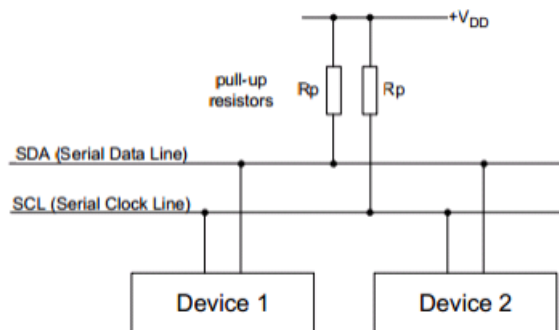 +VDD
pull-up
resistors
Rp
Rp
SDA (Serial Data Line)
SCL (Serial Clock Line)
Device 1
Device 2